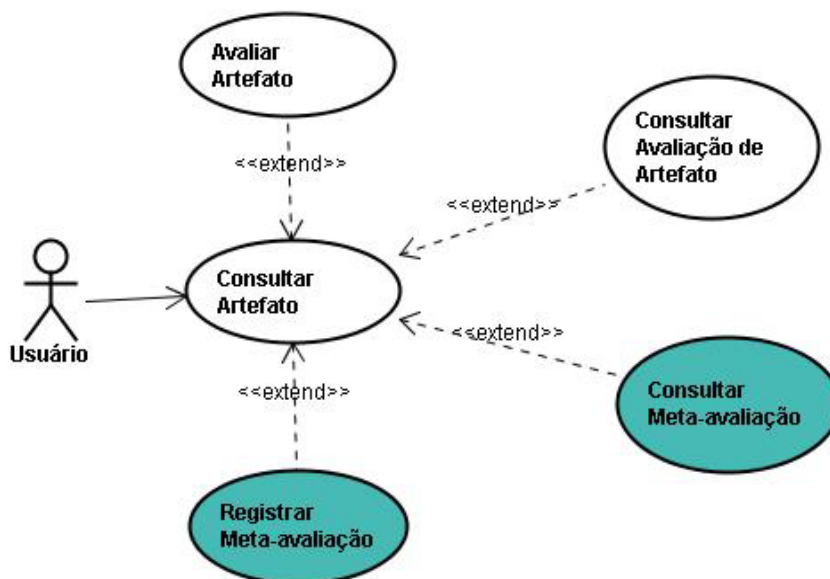 Avaliar
Artefato
<<extend>>
Consultar
Avaliação de
Artefato
<<extend>>
Usuário
Consultar
Artefato
<<extend>>
Consultar
Meta-avaliação
<<extend>>
Registrar
Meta-avaliação